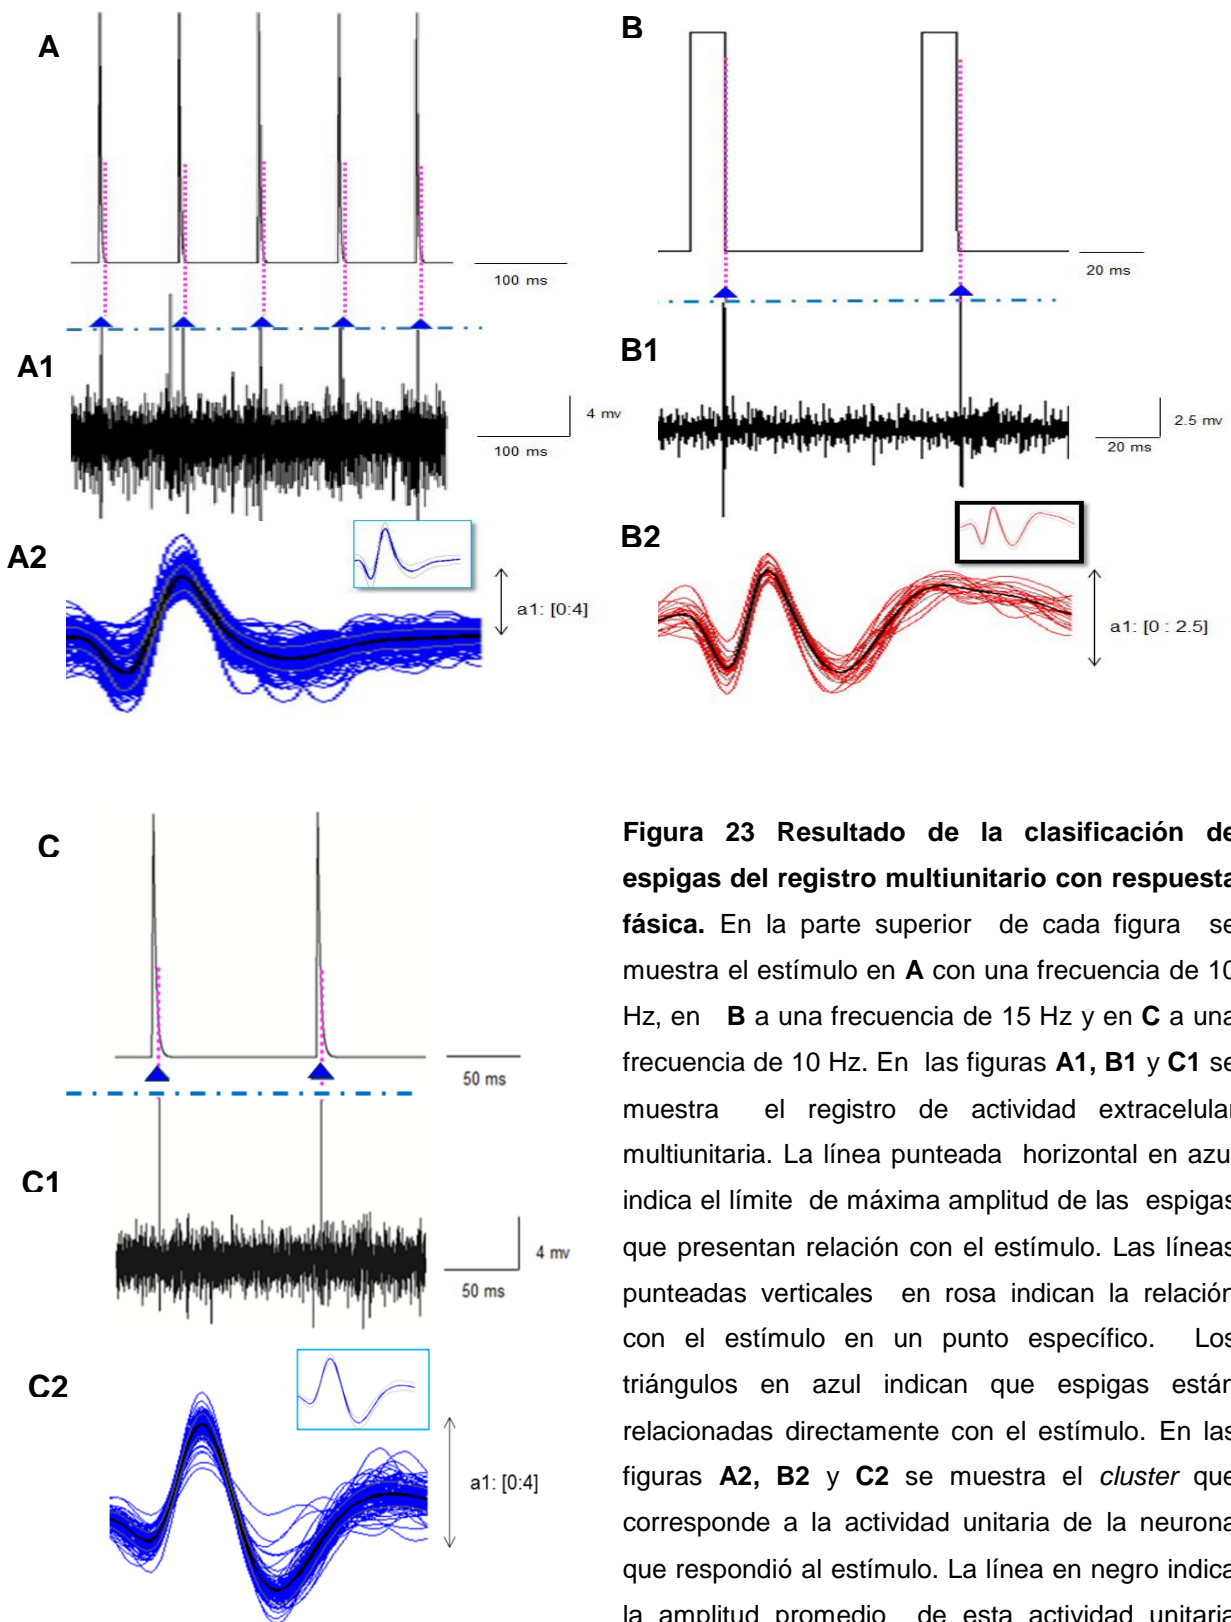 A
100 ms
A1
4 mv
100 ms
A2
a1: [0:4]
B
20 ms
B1
2.5 mv
20 ms
B2
a1: [0 : 2.5]
C
50 ms
C1
4 mv
50 ms
C2
a1: [0:4]
Figura 23 Resultado de la clasificación de
espigas del registro multiunitario con respuesta
fásica. En la parte superior de cada figura se
muestra el estímulo en A con una frecuencia de 10
Hz, en B a una frecuencia de 15 Hz y en C a una
frecuencia de 10 Hz. En las figuras A1, B1 y C1 se
muestra el registro de actividad extracelular
multiunitaria. La línea punteada horizontal en azul
indica el límite de máxima amplitud de las espigas
que presentan relación con el estímulo. Las líneas
punteadas verticales en rosa indican la relación
con el estímulo en un punto específico. Los
triángulos en azul indican que espigas están
relacionadas directamente con el estímulo. En las
figuras A2, B2 y C2 se muestra el cluster que
corresponde a la actividad unitaria de la neurona
que respondió al estímulo. La línea en negro indica
la amplitud promedio de esta actividad unitaria